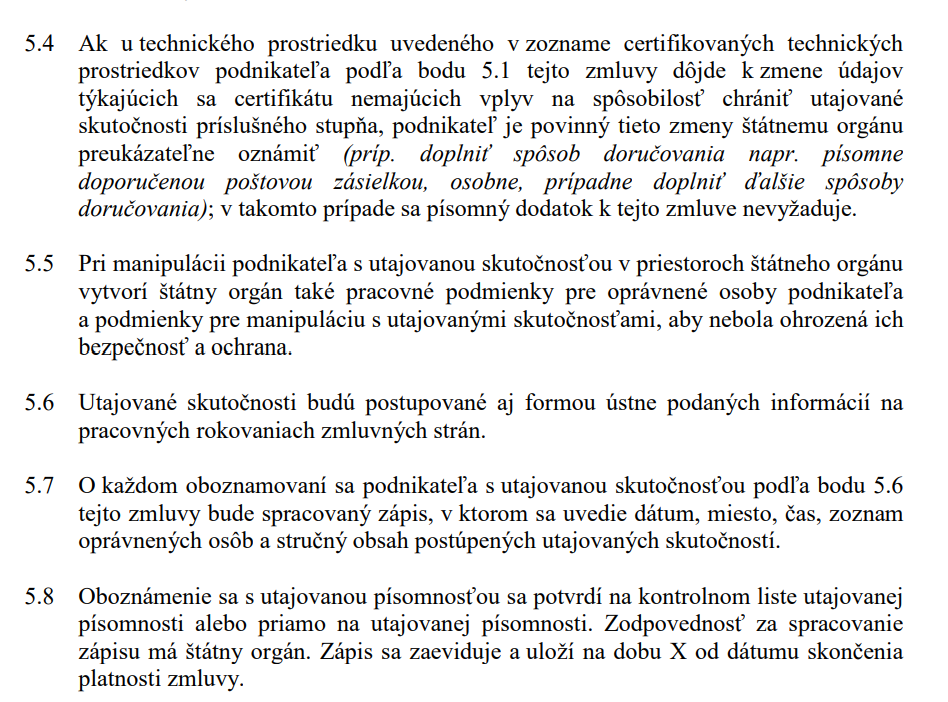 5.4 Ak u technického prostriedku uvedeného v zozname certifikovaných technických
prostriedkov podnikateľa podľa bodu 5.1 tejto zmluvy dôjde k zmene údajov
týkajúcich sa certifikátu nemajúcich vplyv na spôsobilosť chrániť utajované
skutočnosti príslušného stupňa, podnikateľ je povinný tieto zmeny štátnemu orgánu
preukázateľne oznámiť (príp. doplniť spôsob doručovania napr. písomne
doporučenou poštovou zásielkou, osobne, prípadne doplniť ďalšie spôsoby
doručovania); v takomto prípade sa písomný dodatok k tejto zmluve nevyžaduje.
5.5 Pri manipulácii podnikateľa s utajovanou skutočnosťou v priestoroch štátneho orgánu
vytvorí štátny orgán také pracovné podmienky pre oprávnené osoby podnikateľa
a podmienky pre manipuláciu s utajovanými skutočnosťami, aby nebola ohrozená ich
bezpečnosť a ochrana.
5.6 Utajované skutočnosti budú postupované aj formou ústne podaných informácií na
pracovných rokovaniach zmluvných strán.
5.7 O každom oboznamovaní sa podnikateľa s utajovanou skutočnosťou podľa bodu 5.6
tejto zmluvy bude spracovaný zápis, v ktorom sa uvedie dátum, miesto, čas, zoznam
oprávnených osôb a stručný obsah postúpených utajovaných skutočností.
5.8 Oboznámenie sa s utajovanou písomnosťou sa potvrdí na kontrolnom liste utajovanej
písomnosti alebo priamo na utajovanej písomnosti. Zodpovednosť za spracovanie
zápisu má štátny orgán. Zápis sa zaeviduje a uloží na dobu X od dátumu skončenia
platnosti zmluvy.